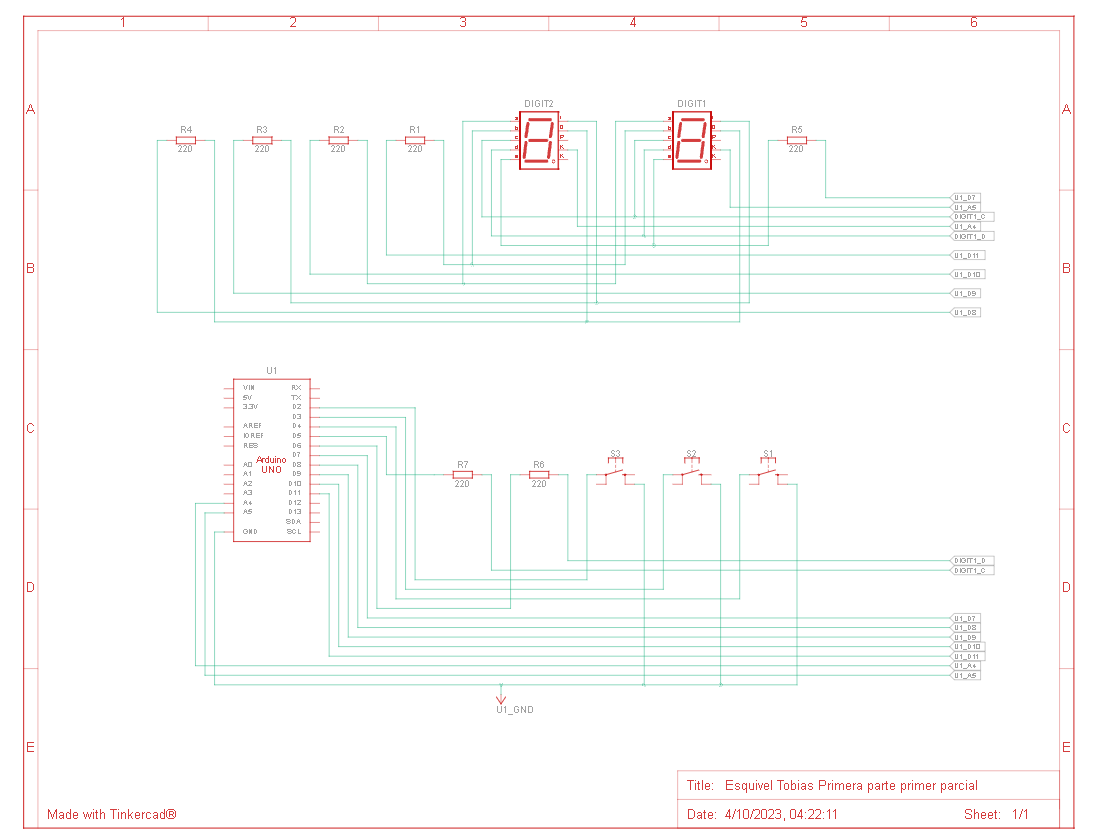 1 2 3 4 5 6
A A
DIGIT2 DIGIT1
R4 R3 R2 R1 R5
220 220 220 220 220
U1_D7
U1_A5
DIGIT1_C
U1_A4
DIGIT1_D
B B
U1_D11
U1_D10
U1_D9
U1_D8
U1
VIN RX
5V TX
3.3V D2
D3
AREF D4
IOREF D5
RES D6
D7
Arduino
UNO
A0 D8
A1 D9
A2 D10
A3 D11
A4 D12
A5 D13
SDA
GND SCL
C C
S3 S2 S1
R7 R6
220 220
DIGIT1_D
DIGIT1_C
D D
U1_D7
U1_D8
U1_D9
U1_D10
U1_D11
U1_A4
U1_A5
U1_GND
E E
Title: Esquivel Tobias Primera parte primer parcial
Made with Tinkercad®
Date: 4/10/2023, 04:22:11 Sheet: 1/1